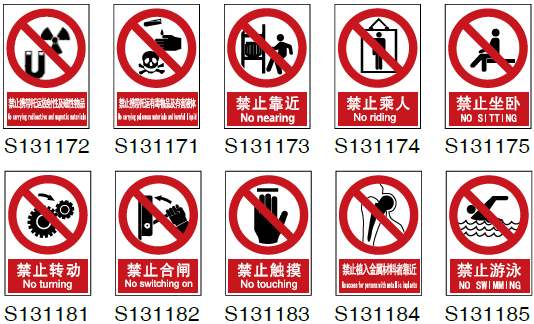 禁止携带托运放射性及磁性物品
No carrying radioactive and magnetic materials
S131172
禁止携带托运有毒物品及有害液体
No carrying poisonous materials and harmful liquid
S131171
禁止靠近
No nearing
S131173
禁止乘人
No riding
S131174
禁止坐卧
NO SITTING
S131175
禁止转动
No turning
S131181
禁止合闸
No switching on
S131182
禁止触摸
No touching
S131183
禁止植入金属材料者靠近
No access for persons with metallic implants
S131184
禁止游泳
NO SWIMMING
S131185